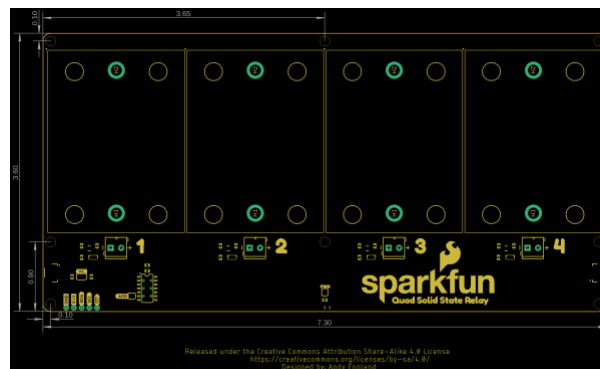 0.10
3.65
3.60
1
2
3
4
0.90
sparkfun
Quad Solid State Relay
0.10
7.30
Released under the Creative Commons Attribution Share-Alike 4.0 License
https://creativecommons.org/licenses/by-sa/4.0/
Designed by: Andy England